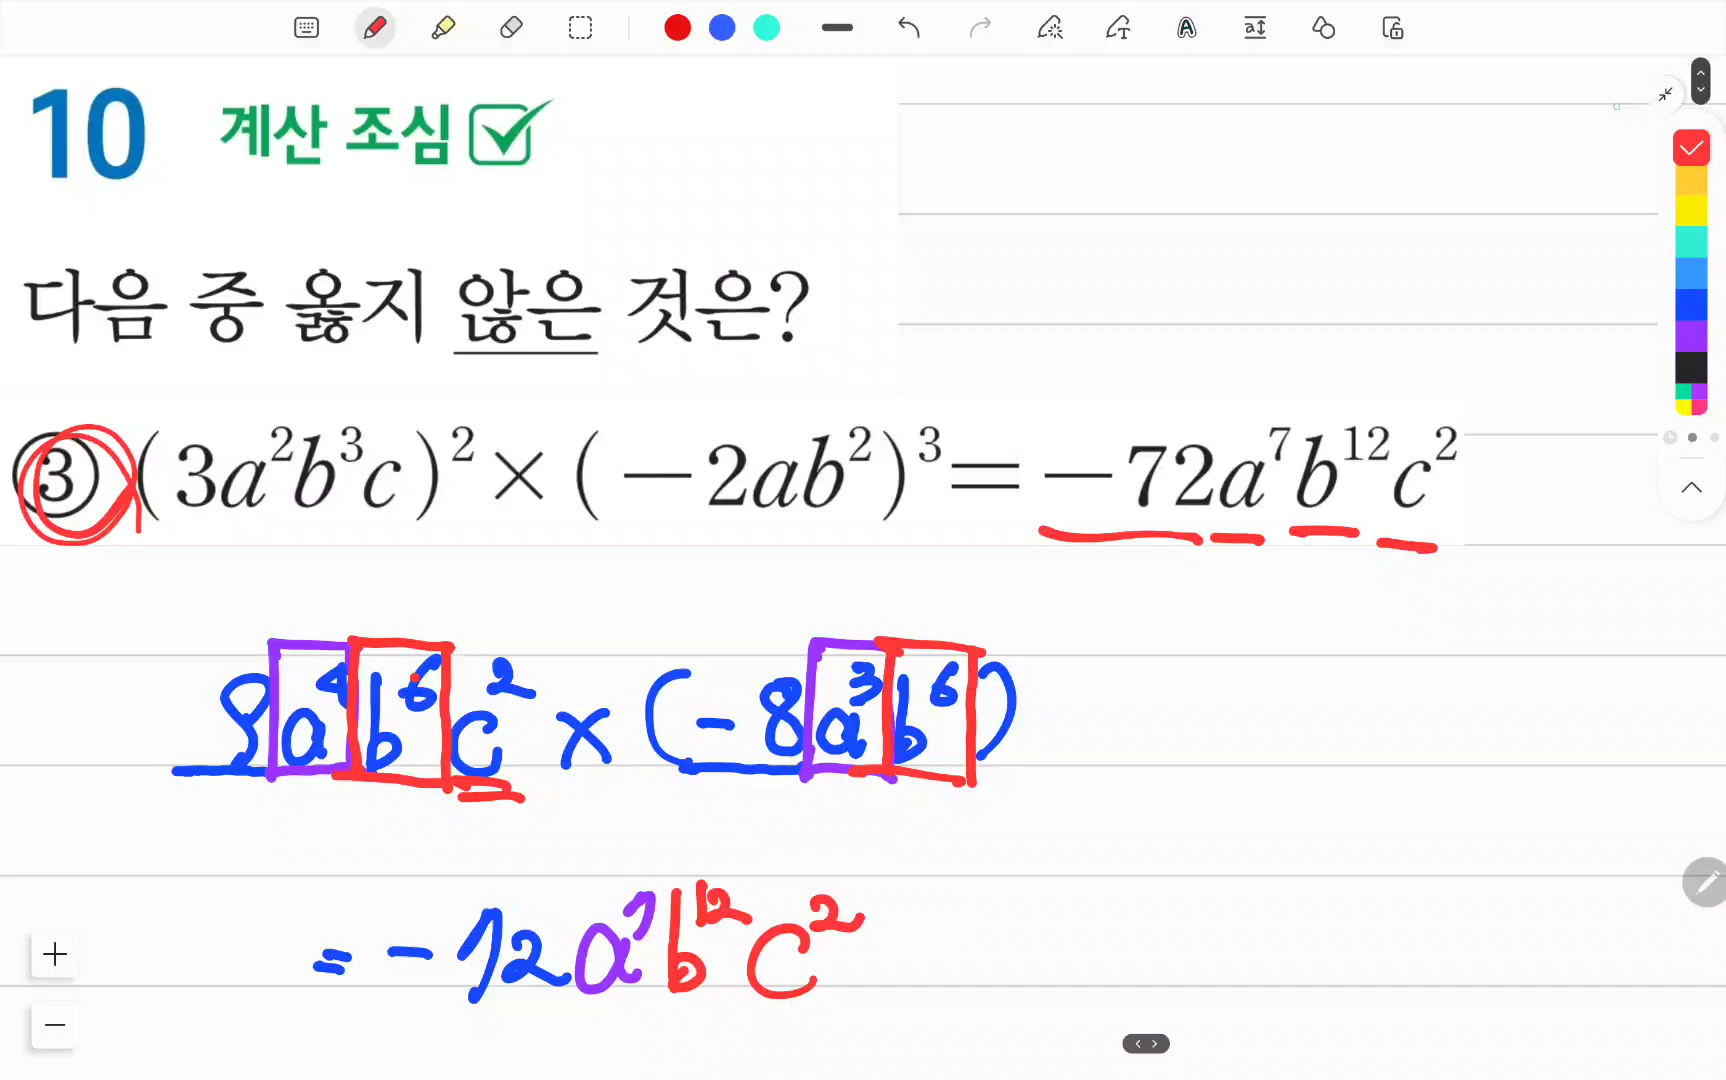 10 계산 조심
다음 중 옳지 않은 것은?
③ (3a²b³c)² × (−2ab²)³ = −72a⁷b¹²c²
9a⁴b⁶c² × (−8a³b⁶)
= −72a⁷b¹²c²